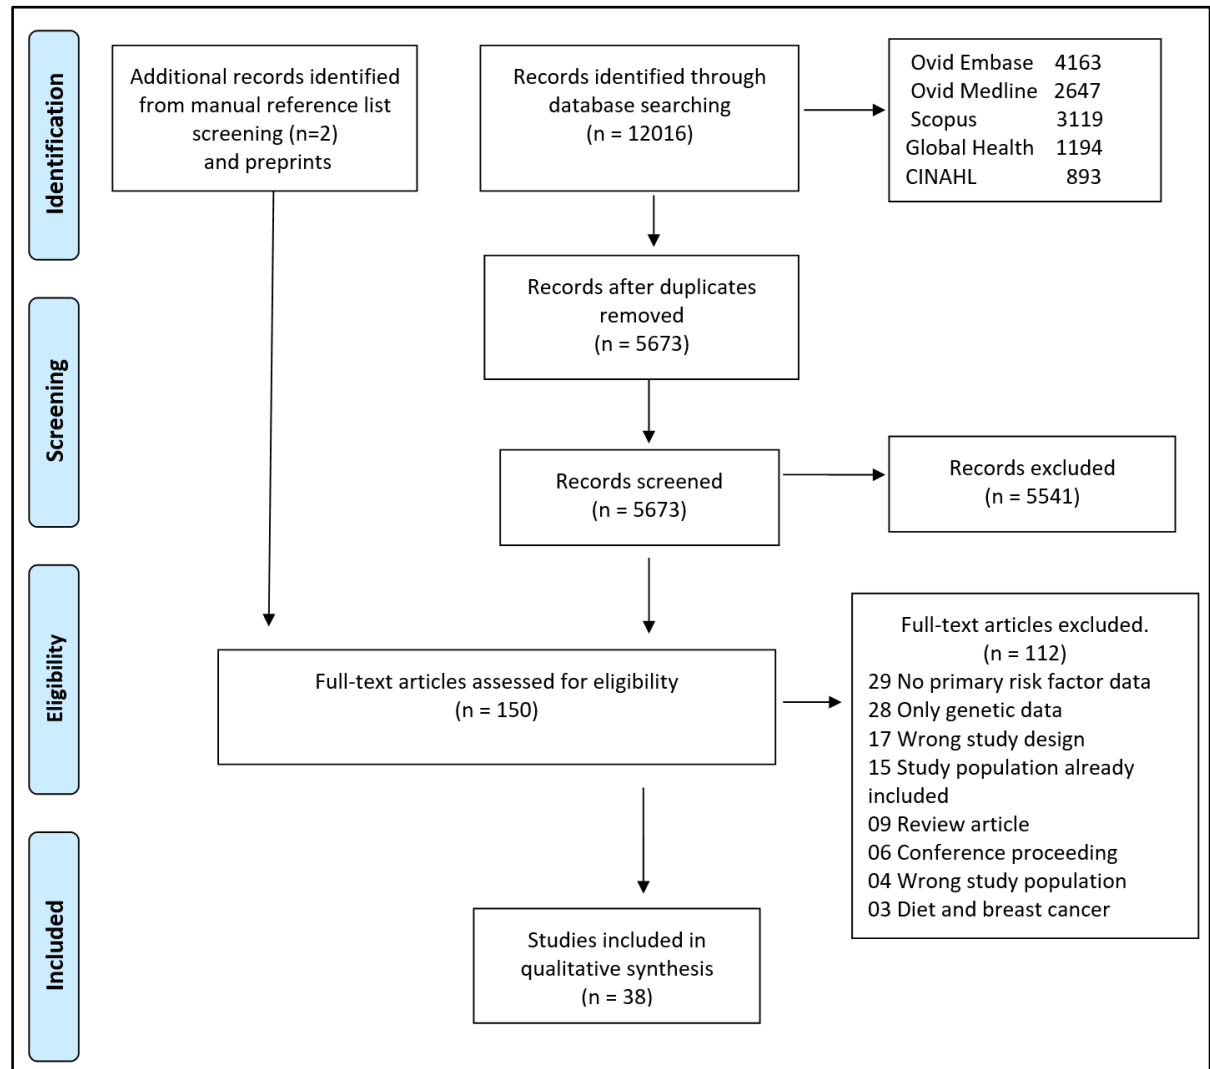 Identification
Additional records identified
from manual reference list
screening (n=2)
and preprints
Records identified through
database searching
(n = 12016)
Ovid Embase 4163
Ovid Medline 2647
Scopus 3119
Global Health 1194
CINAHL 893
Screening
Records after duplicates
removed
(n = 5673)
Records screened
(n = 5673)
Records excluded
(n = 5541)
Eligibility
Full-text articles assessed for eligibility
(n = 150)
Full-text articles excluded.
(n = 112)
29 No primary risk factor data
28 Only genetic data
17 Wrong study design
15 Study population already
included
09 Review article
06 Conference proceeding
04 Wrong study population
03 Diet and breast cancer
Included
Studies included in
qualitative synthesis
(n = 38)